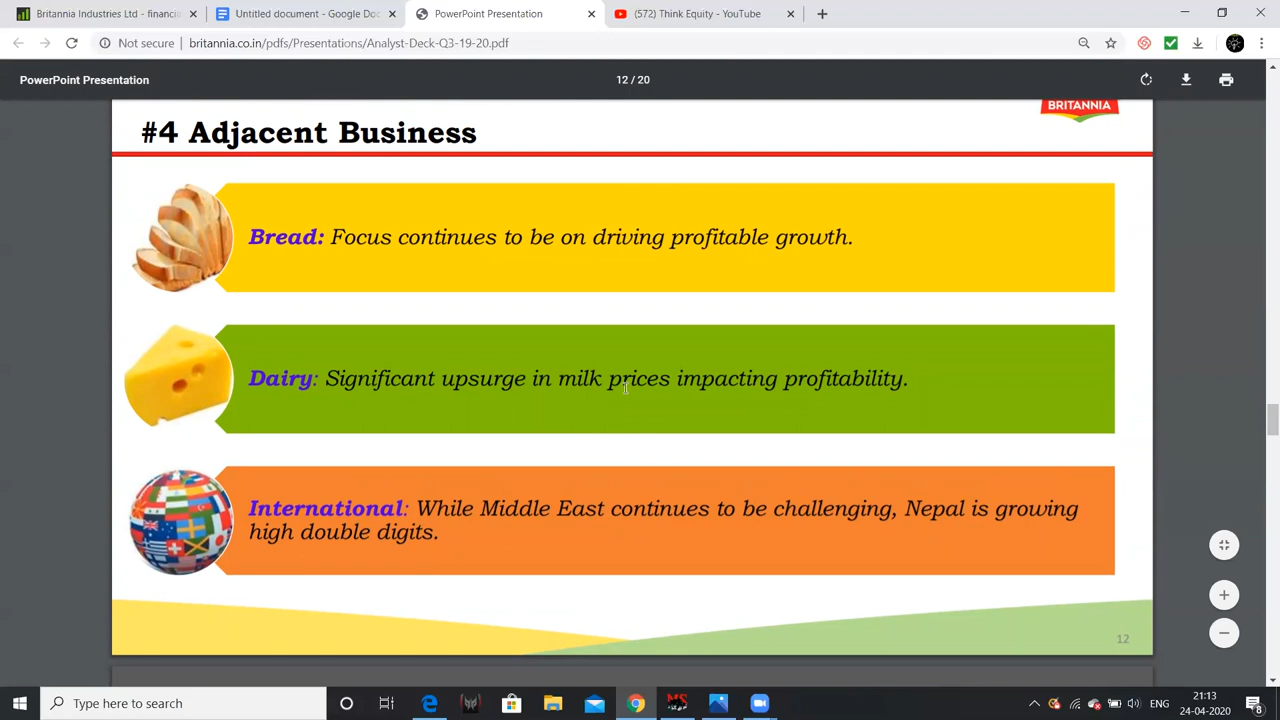 Britannia Industries Ltd - financi
Untitled document - Google Doc
PowerPoint Presentation
(572) Think Equity - YouTube
Not secure
britannia.co.in/pdfs/Presentations/Analyst-Deck-Q3-19-20.pdf
PowerPoint Presentation
12 / 20
BRITANNIA
#4 Adjacent Business
Bread: Focus continues to be on driving profitable growth.
Dairy: Significant upsurge in milk prices impacting profitability.
International: While Middle East continues to be challenging, Nepal is growing
high double digits.
12
Type here to search
ENG
21:13
24-04-2020
8